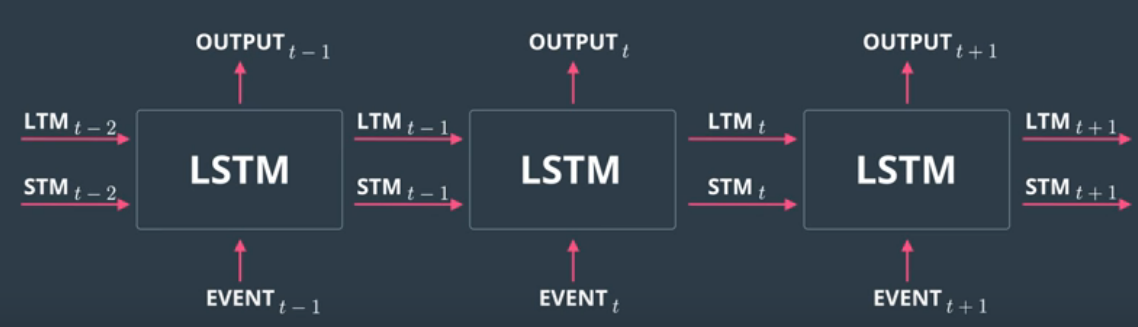 OUTPUT t − 1 OUTPUT t OUTPUT t + 1
LTM t − 2 LTM t − 1 LTM t LTM t + 1
LSTM LSTM LSTM
STM t − 2 STM t − 1 STM t STM t + 1
EVENT t − 1 EVENT t EVENT t + 1